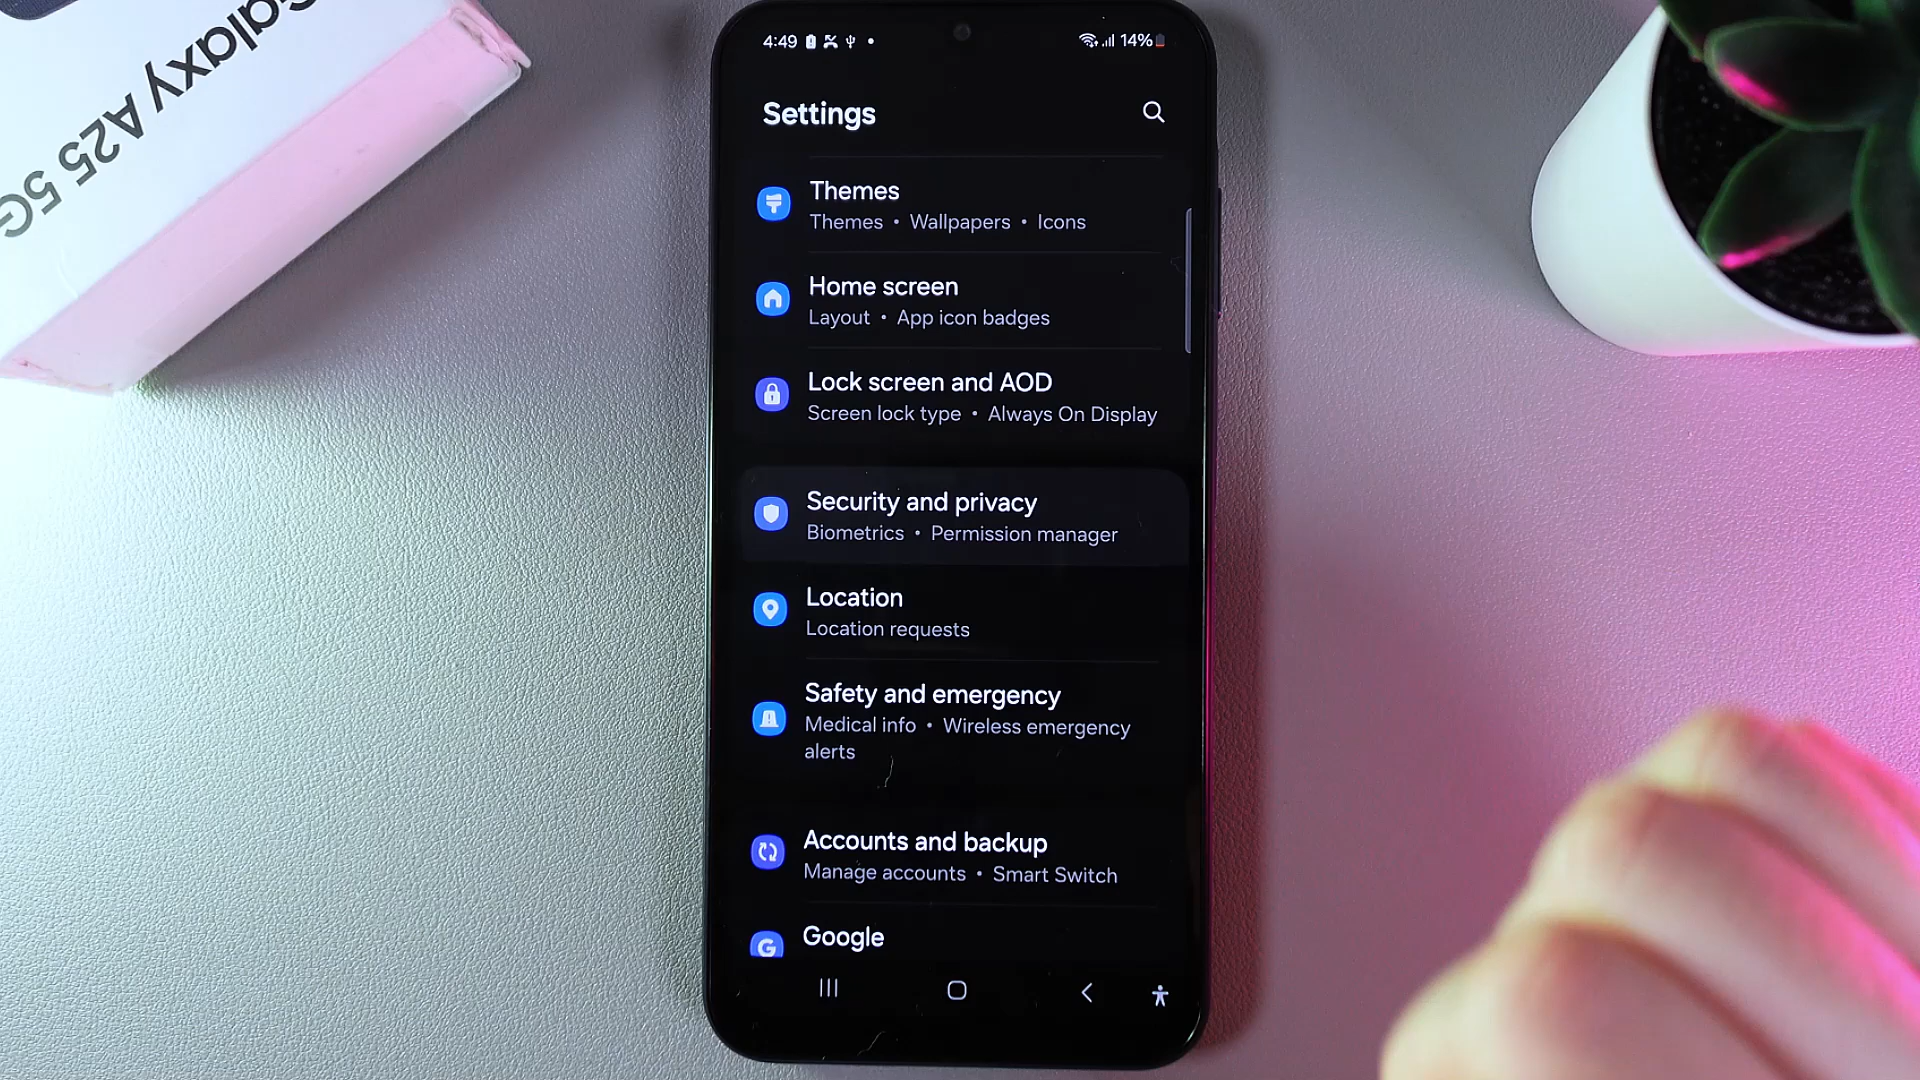 Galaxy A25 5G
4:49
14%
Settings
Themes
Themes • Wallpapers • Icons
Home screen
Layout • App icon badges
Lock screen and AOD
Screen lock type • Always On Display
Security and privacy
Biometrics • Permission manager
Location
Location requests
Safety and emergency
Medical info • Wireless emergency
alerts
Accounts and backup
Manage accounts • Smart Switch
Google